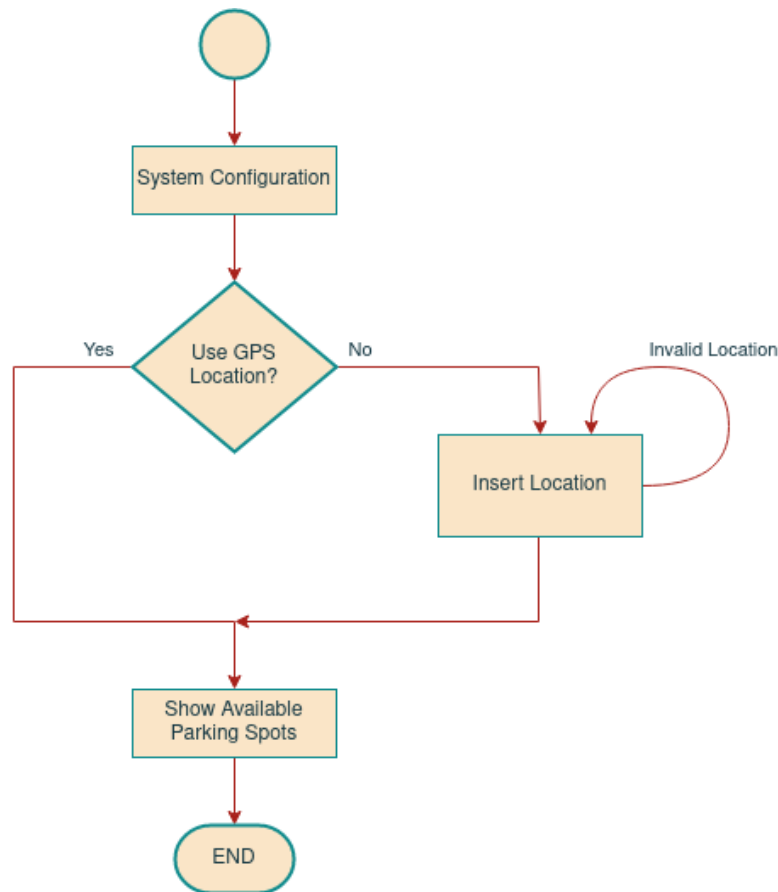 System Configuration
Yes
Use GPS
Location?
No
Invalid Location
Insert Location
Show Available
Parking Spots
END